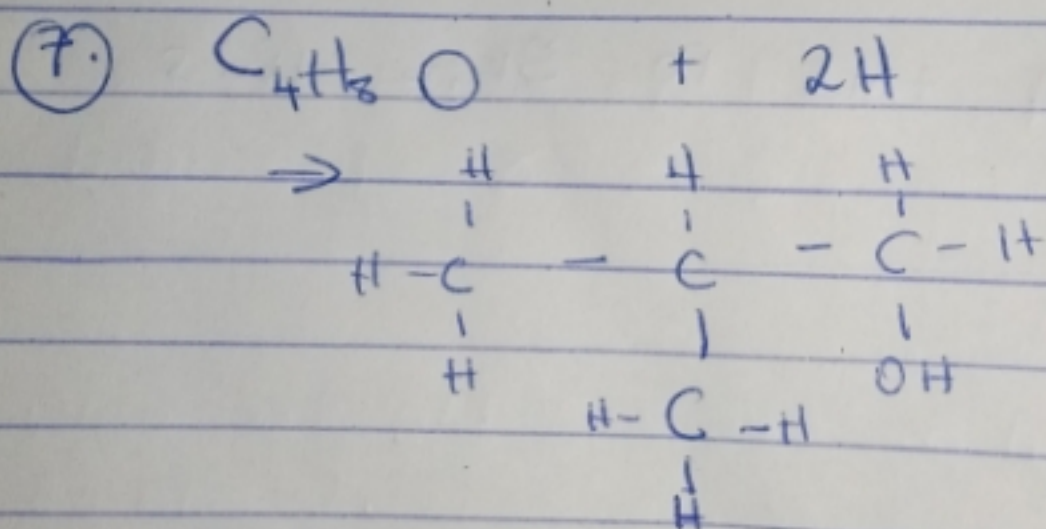 7. C₄H₈O + 2H
→ H H H
H - C - C - C - H
H OH
H - C - H
H